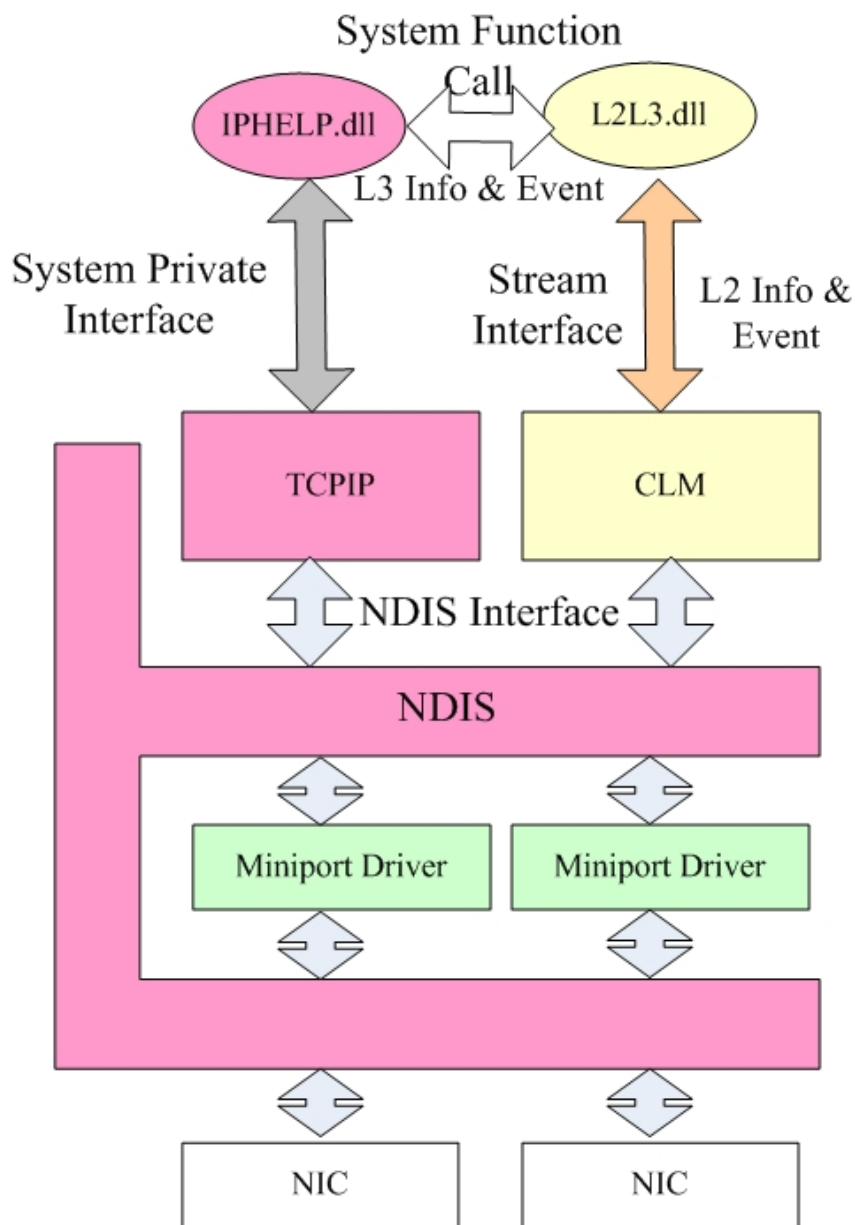 System Function
Call
IPHELP.dll
L2L3.dll
L3 Info & Event
System Private
Interface
Stream
Interface
L2 Info &
Event
TCPIP
CLM
NDIS Interface
NDIS
Miniport Driver
Miniport Driver
NIC
NIC